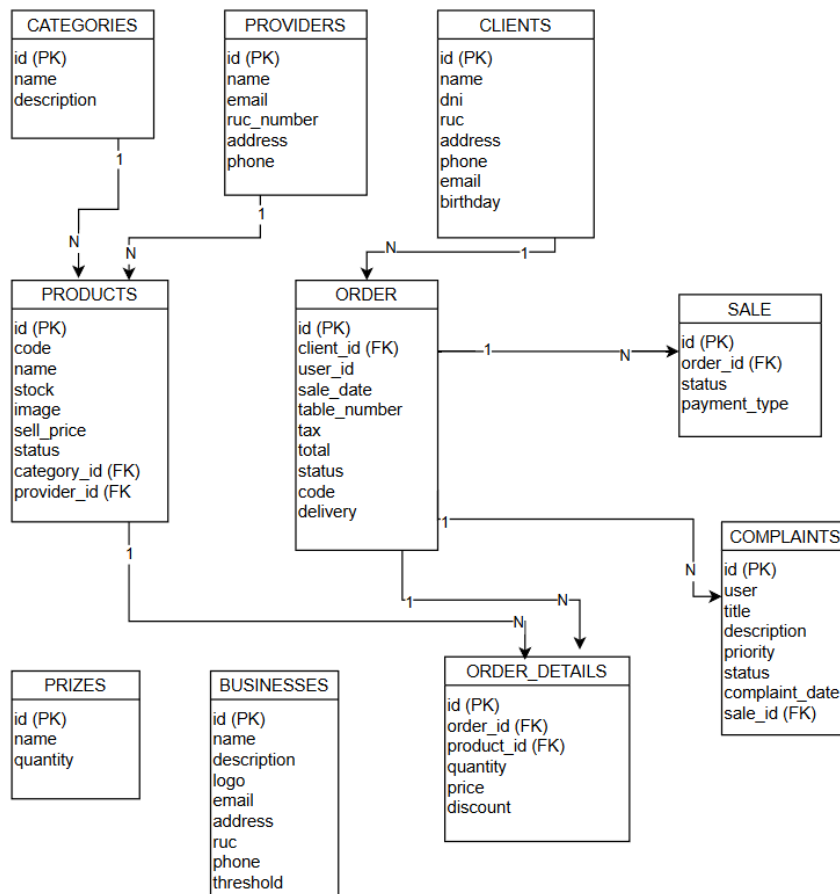 CATEGORIES
id (PK)
name
description
PROVIDERS
id (PK)
name
email
ruc_number
address
phone
CLIENTS
id (PK)
name
dni
ruc
address
phone
email
birthday
1
N
1
N
1
N
PRODUCTS
id (PK)
code
name
stock
image
sell_price
status
category_id (FK)
provider_id (FK
ORDER
id (PK)
client_id (FK)
user_id
sale_date
table_number
tax
total
status
code
delivery
1
N
SALE
id (PK)
order_id (FK)
status
payment_type
1
N
COMPLAINTS
id (PK)
user
title
description
priority
status
complaint_date
sale_id (FK)
1
N
1
N
PRIZES
id (PK)
name
quantity
BUSINESSES
id (PK)
name
description
logo
email
address
ruc
phone
threshold
ORDER_DETAILS
id (PK)
order_id (FK)
product_id (FK)
quantity
price
discount